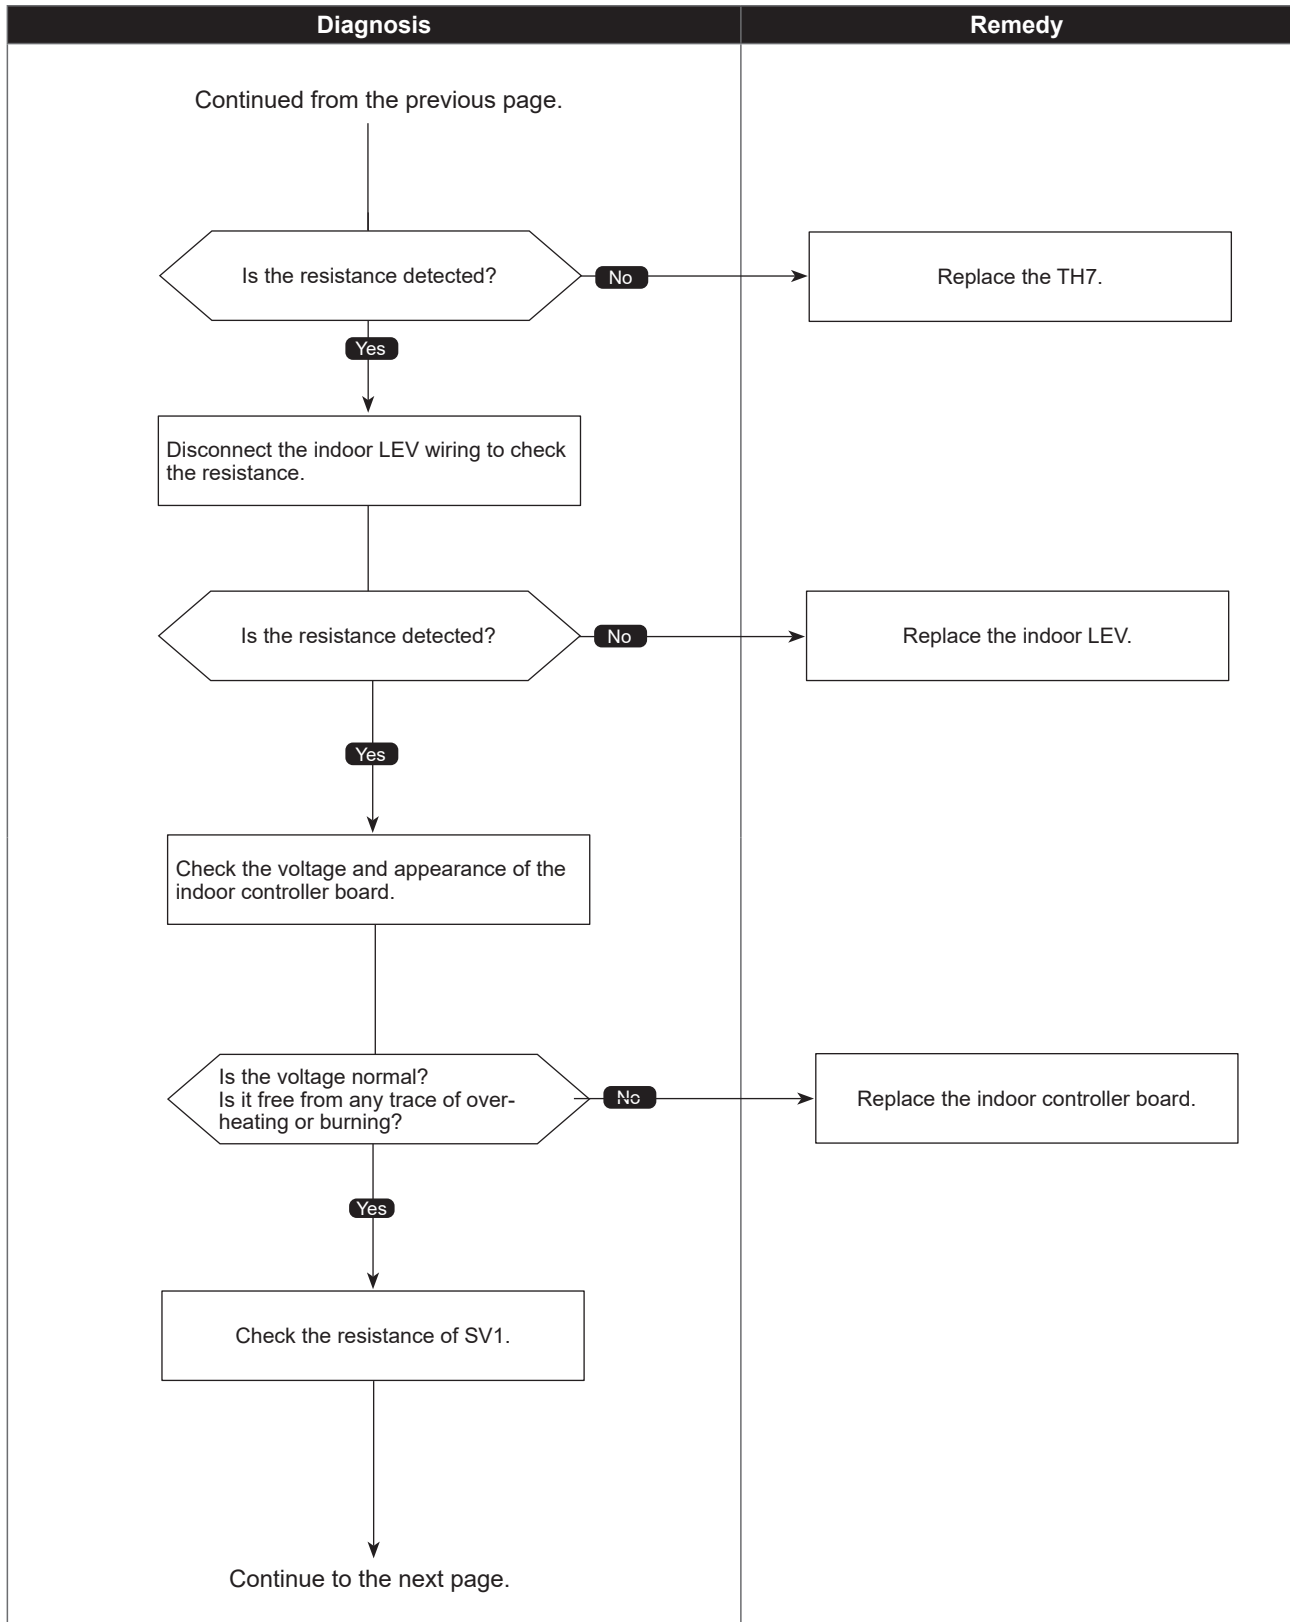 Diagnosis
Remedy
Continued from the previous page.
Is the resistance detected?
No
Replace the TH7.
Yes
Disconnect the indoor LEV wiring to check
the resistance.
Is the resistance detected?
No
Replace the indoor LEV.
Yes
Check the voltage and appearance of the
indoor controller board.
Is the voltage normal?
Is it free from any trace of over-
heating or burning?
No
Replace the indoor controller board.
Yes
Check the resistance of SV1.
Continue to the next page.